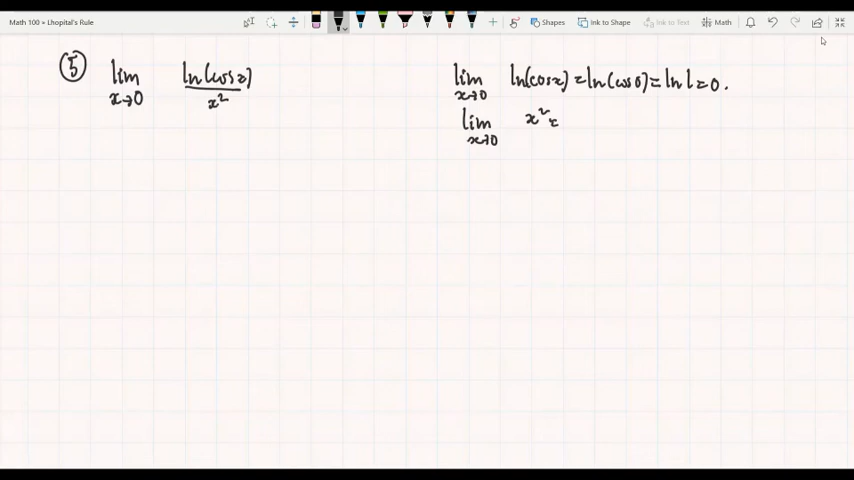 Math 100 + Lhopital's Rule
Shapes Ink to Shape Ink to Text Math
⑤ lim x→0 ln(cos x)/x² lim x→0 ln(cos x) = ln(cos 0) = ln 1 = 0.
lim x→0 x² =